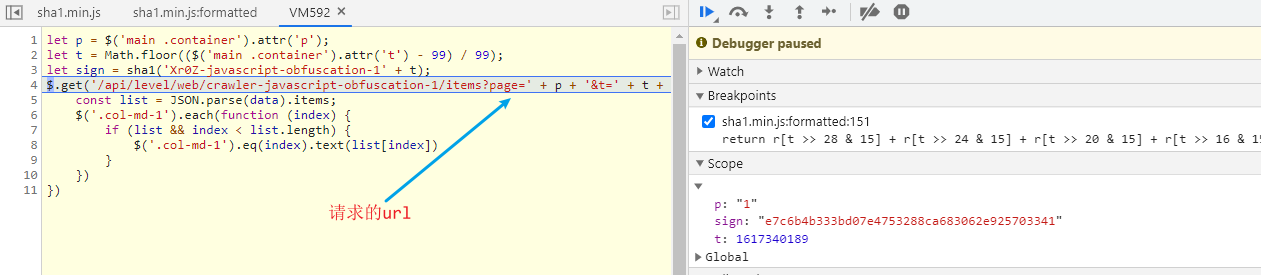 sha1.min.js
sha1.min.js:formatted
VM592
1 let p = $('main .container').attr('p');
2 let t = Math.floor(($('main .container').attr('t') - 99) / 99);
3 let sign = sha1('Xr0Z-javascript-obfuscation-1' + t);
4 $.get('/api/level/web/crawler-javascript-obfuscation-1/items?page=' + p + '&t=' + t +
5 const list = JSON.parse(data).items;
6 $('.col-md-1').each(function (index) {
7 if (list && index < list.length) {
8 $('.col-md-1').eq(index).text(list[index])
9 }
10 })
11 })
请求的url
Debugger paused
Watch
Breakpoints
sha1.min.js:formatted:151
return r[t >> 28 & 15] + r[t >> 24 & 15] + r[t >> 20 & 15] + r[t >> 16 & 15
Scope
p: "1"
sign: "e7c6b4b333bd07e4753288ca683062e925703341"
t: 1617340189
Global